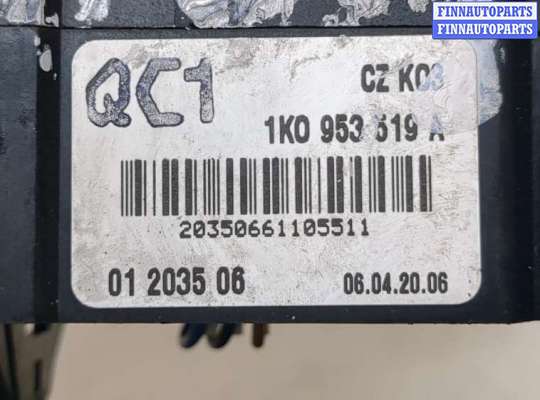 FINNAUTOPARTS
FINNAUTOPARTS
QC1
CZ K03
1K0 953 519 A
20350661105511
01 2035 06
06.04.20.06